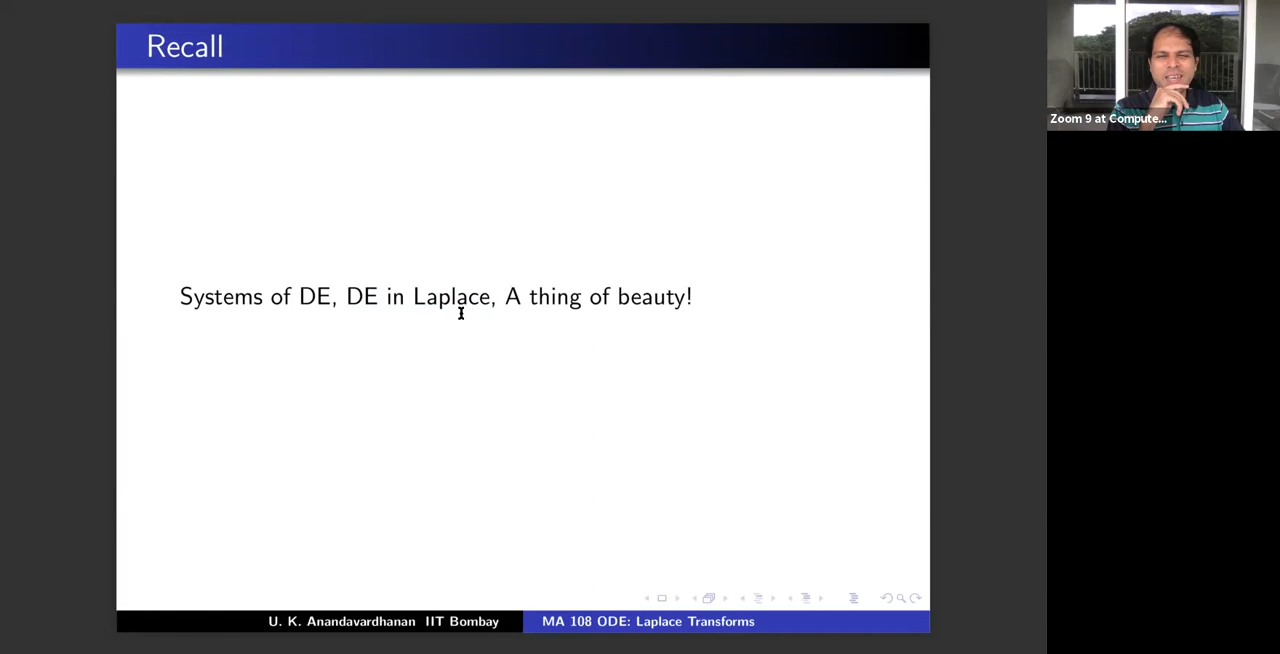 Recall
Zoom 9 at Compute...
Systems of DE, DE in Laplace, A thing of beauty!
U. K. Anandavardhanan IIT Bombay
MA 108 ODE: Laplace Transforms